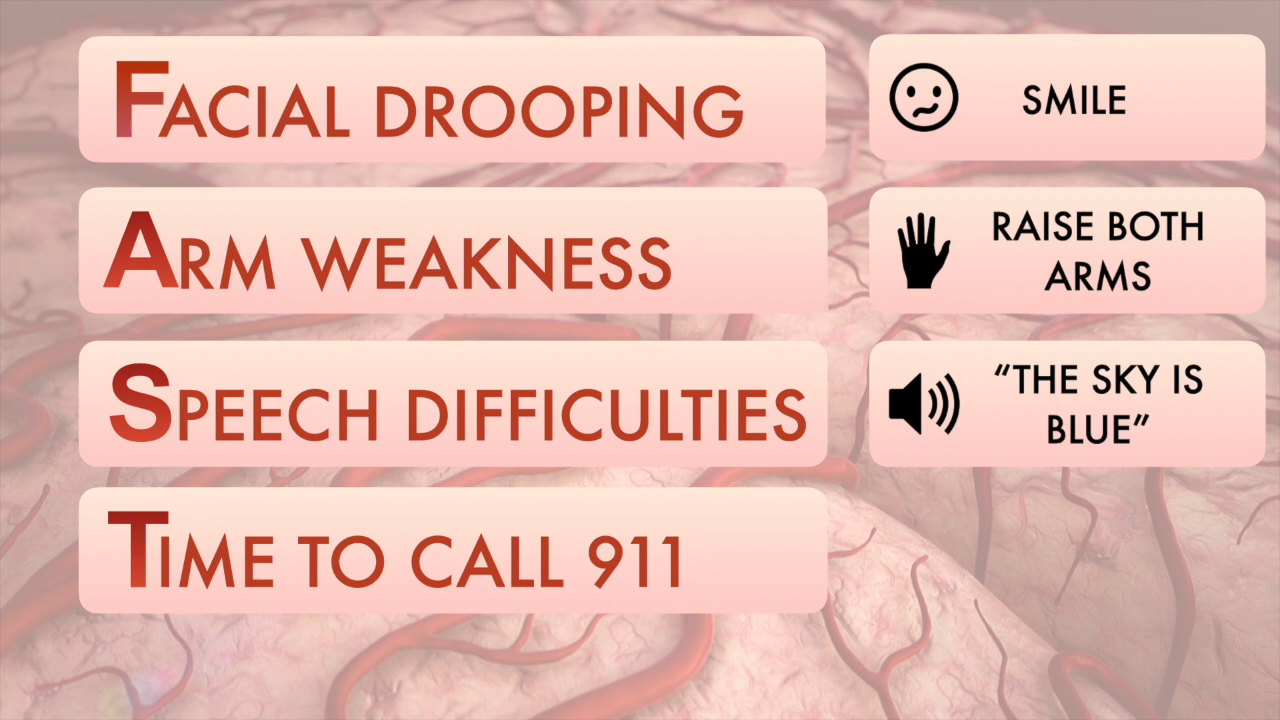 FACIAL DROOPING
SMILE
ARM WEAKNESS
RAISE BOTH
ARMS
SPEECH DIFFICULTIES
“THE SKY IS
BLUE”
TIME TO CALL 911